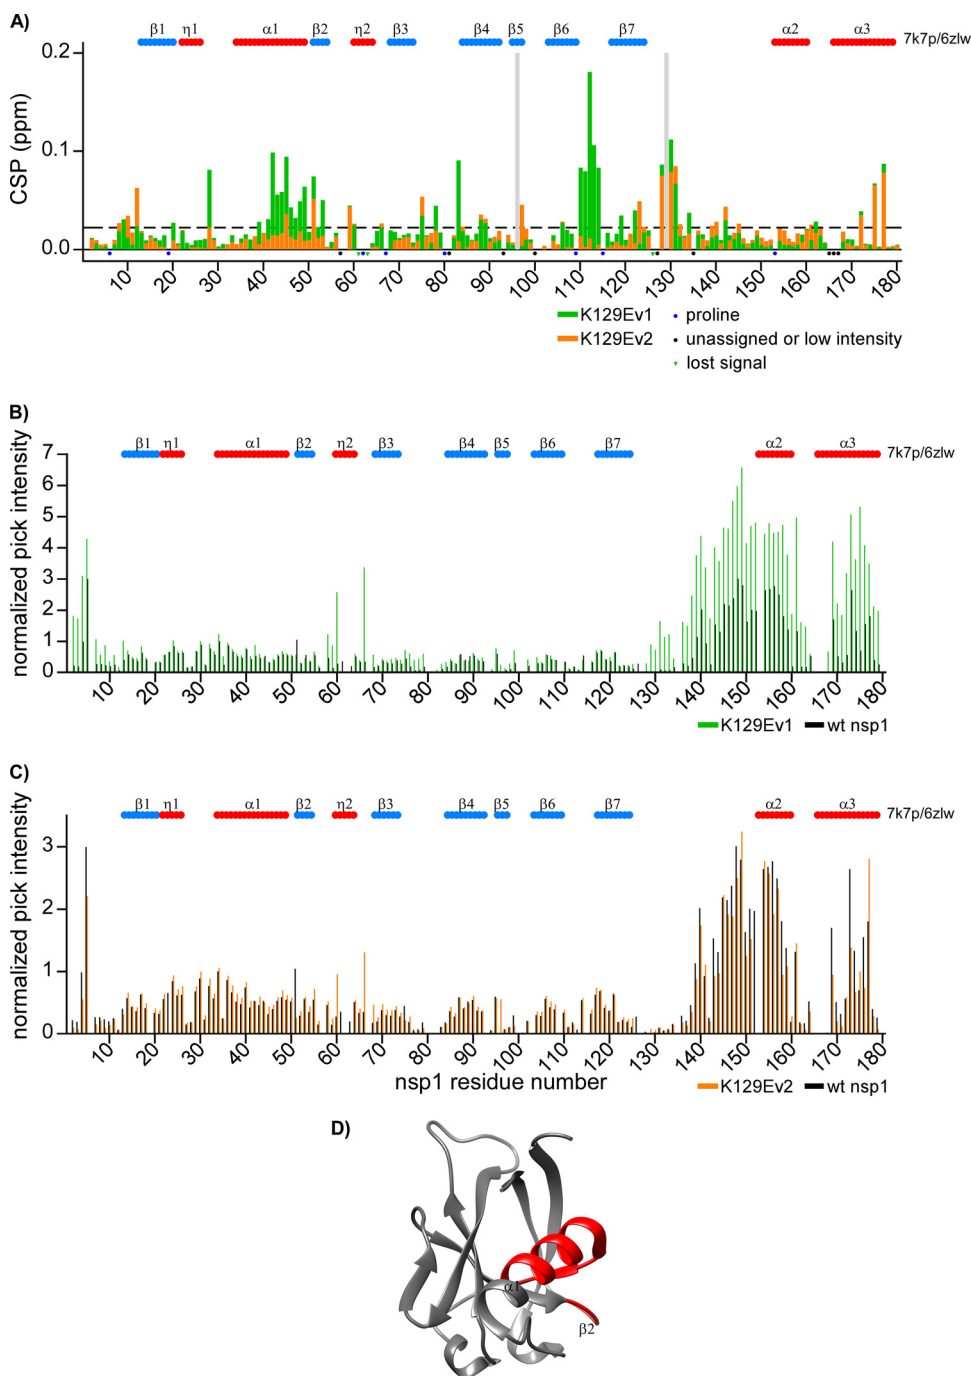 A)
β1 η1 α1 β2 η2 β3 β4 β5 β6 β7 α2 α3
7k7p/6zlw
CSP (ppm)
0.2
0.1
0.0
10 20 30 40 50 60 70 80 90 100 110 120 130 140 150 160 170 180
K129Ev1
K129Ev2
proline
unassigned or low intensity
lost signal
B)
β1 η1 α1 β2 η2 β3 β4 β5 β6 β7 α2 α3
7k7p/6zlw
normalized pick intensity
7
6
5
4
3
2
1
0
10 20 30 40 50 60 70 80 90 100 110 120 130 140 150 160 170 180
K129Ev1 wt nsp1
C)
β1 η1 α1 β2 η2 β3 β4 β5 β6 β7 α2 α3
7k7p/6zlw
normalized pick intensity
3
2
1
0
10 20 30 40 50 60 70 80 90 100 110 120 130 140 150 160 170 180
nsp1 residue number
K129Ev2 wt nsp1
D)
α1
β2